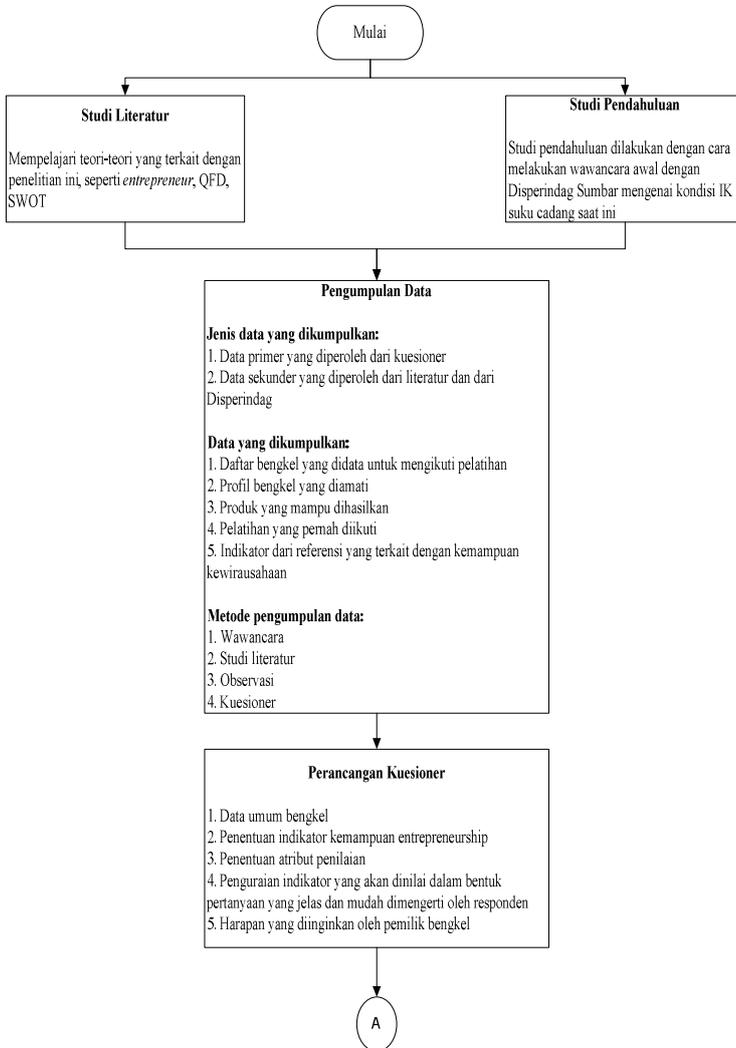 Mulai
Studi Literatur
Mempelajari teori-teori yang terkait dengan
penelitian ini, seperti entrepreneur, QFD,
SWOT
Studi Pendahuluan
Studi pendahuluan dilakukan dengan cara
melakukan wawancara awal dengan
Disperindag Sumbar mengenai kondisi IK
suku cadang saat ini
Pengumpulan Data
Jenis data yang dikumpulkan:
1. Data primer yang diperoleh dari kuesioner
2. Data sekunder yang diperoleh dari literatur dan dari
Disperindag
Data yang dikumpulkan:
1. Daftar bengkel yang didata untuk mengikuti pelatihan
2. Profil bengkel yang diamati
3. Produk yang mampu dihasilkan
4. Pelatihan yang pernah diikuti
5. Indikator dari referensi yang terkait dengan kemampuan
kewirausahaan
Metode pengumpulan data:
1. Wawancara
2. Studi literatur
3. Observasi
4. Kuesioner
Perancangan Kuesioner
1. Data umum bengkel
2. Penentuan indikator kemampuan entrepreneurship
3. Penentuan atribut penilaian
4. Penguraian indikator yang akan dinilai dalam bentuk
pertanyaan yang jelas dan mudah dimengerti oleh responden
5. Harapan yang diinginkan oleh pemilik bengkel
A